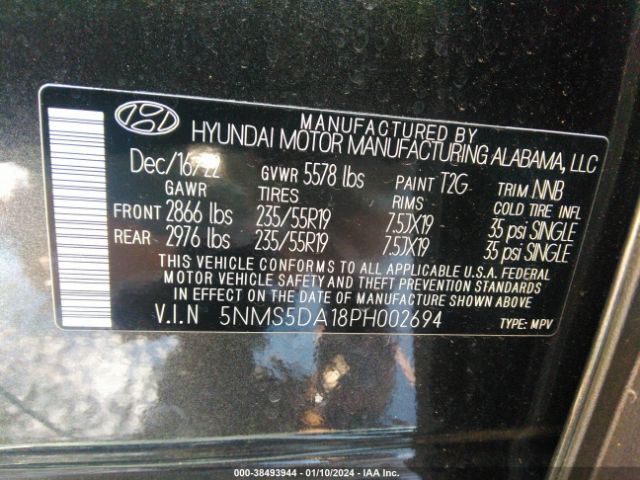 MANUFACTURED BY
HYUNDAI MOTOR MANUFACTURING ALABAMA, LLC
Dec/16/22 GVWR 5578 lbs PAINT T2G TRIM NNB
GAWR TIRES RIMS COLD TIRE INFL
FRONT 2866 lbs 235/55R19 7.5JX19 35 psi SINGLE
REAR 2976 lbs 235/55R19 7.5JX19 35 psi SINGLE
THIS VEHICLE CONFORMS TO ALL APPLICABLE U.S.A. FEDERAL
MOTOR VEHICLE SAFETY AND THEFT PREVENTION STANDARDS
IN EFFECT ON THE DATE OF MANUFACTURE SHOWN ABOVE
V.I.N 5NMS5DA18PH002694 TYPE: MPV
000-38493944 - 01/10/2024 - IAA Inc.